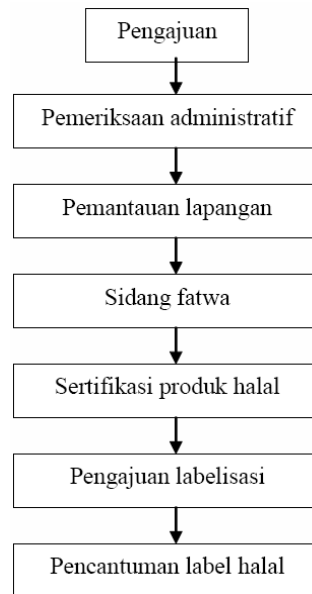 Pengajuan
Pemeriksaan administratif
Pemantauan lapangan
Sidang fatwa
Sertifikasi produk halal
Pengajuan labelisasi
Pencantuman label halal